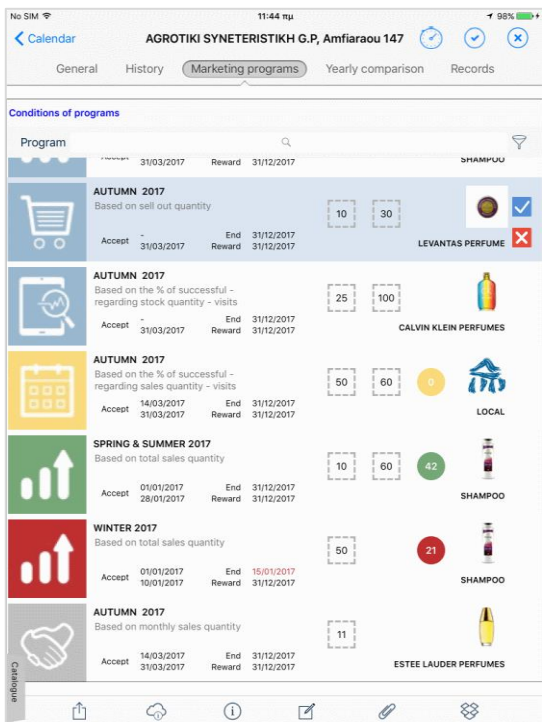 No SIM 11:44 πμ 98%
Calendar AGROTIKI SYNETERISTIKH G.P, Amfiaraou 147
General History Marketing programs Yearly comparison Records
Conditions of programs
Program
Accept 31/03/2017 Reward 31/12/2017 SHAMPOO
AUTUMN 2017
Based on sell out quantity
10 30
Accept - End 31/12/2017
31/03/2017 Reward 31/12/2017
LEVANTAS PERFUME
AUTUMN 2017
Based on the % of successful -
regarding stock quantity - visits
25 100
Accept - End 31/12/2017
31/03/2017 Reward 31/12/2017
CALVIN KLEIN PERFUMES
AUTUMN 2017
Based on the % of successful -
regarding sales quantity - visits
50 60 0
Accept 14/03/2017 End 31/12/2017
31/03/2017 Reward 31/12/2017
LOCAL
SPRING & SUMMER 2017
Based on total sales quantity
10 60 42
Accept 01/01/2017 End 31/12/2017
28/01/2017 Reward 31/12/2017
SHAMPOO
WINTER 2017
Based on total sales quantity
50 21
Accept 01/01/2017 End 15/01/2017
10/01/2017 Reward 31/12/2017
SHAMPOO
AUTUMN 2017
Based on monthly sales quantity
11
Accept 14/03/2017 End 31/12/2017
31/03/2017 Reward 31/12/2017
ESTEE LAUDER PERFUMES
Catalogue